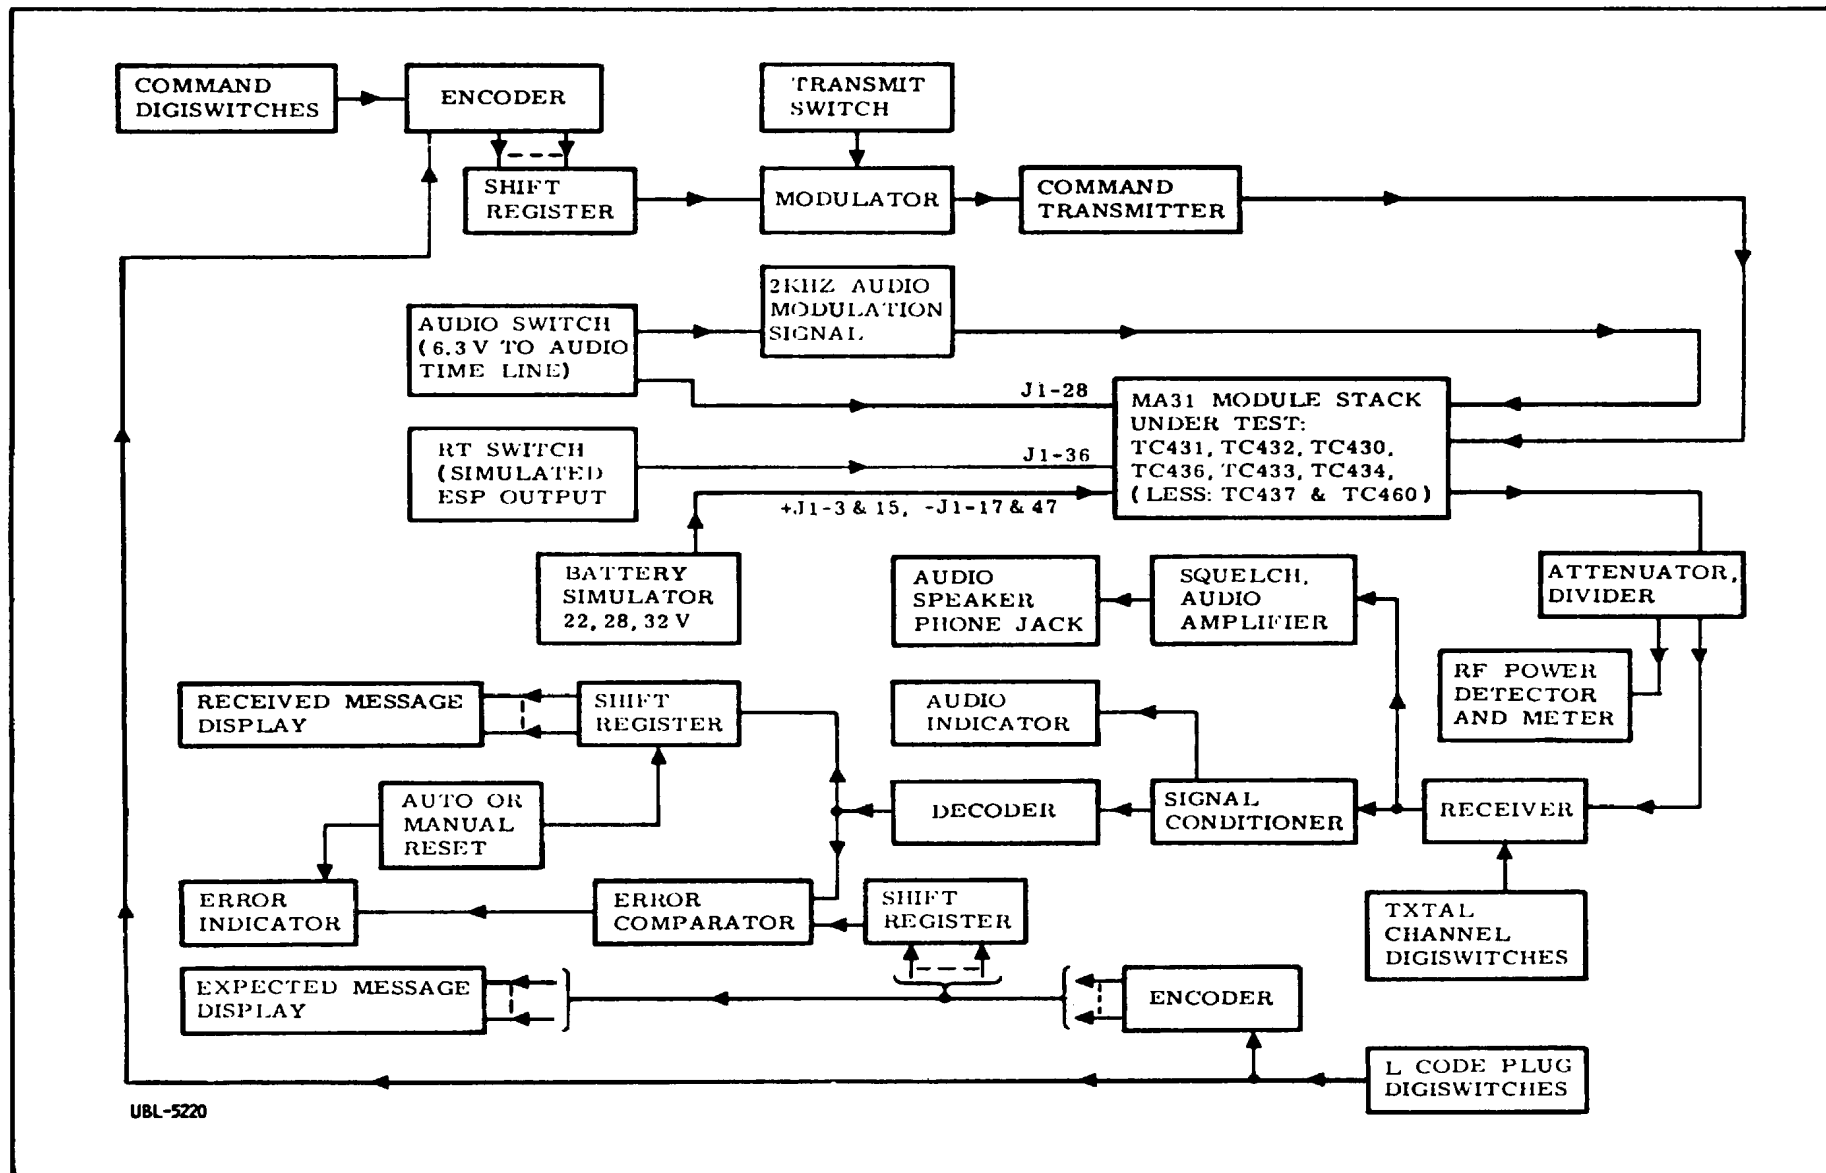 COMMAND
DIGISWITCHES
ENCODER
TRANSMIT
SWITCH
SHIFT
REGISTER
MODULATOR
COMMAND
TRANSMITTER
2KHZ AUDIO
MODULATION
SIGNAL
AUDIO SWITCH
(6.3 V TO AUDIO
TIME LINE)
J1-28
RT SWITCH
(SIMULATED
ESP OUTPUT
J1-36
MA31 MODULE STACK
UNDER TEST:
TC431, TC432, TC430,
TC436, TC433, TC434,
(LESS: TC437 & TC460)
+J1-3 & 15, -J1-17 & 47
BATTERY
SIMULATOR
22, 28, 32 V
AUDIO
SPEAKER
PHONE JACK
SQUELCH,
AUDIO
AMPLIFIER
ATTENUATOR,
DIVIDER
RF POWER
DETECTOR
AND METER
RECEIVED MESSAGE
DISPLAY
SHIFT
REGISTER
AUDIO
INDICATOR
AUTO OR
MANUAL
RESET
DECODER
SIGNAL
CONDITIONER
RECEIVER
ERROR
INDICATOR
ERROR
COMPARATOR
SHIFT
REGISTER
TXTAL
CHANNEL
DIGISWITCHES
EXPECTED MESSAGE
DISPLAY
ENCODER
L CODE PLUG
DIGISWITCHES
UBL-5220